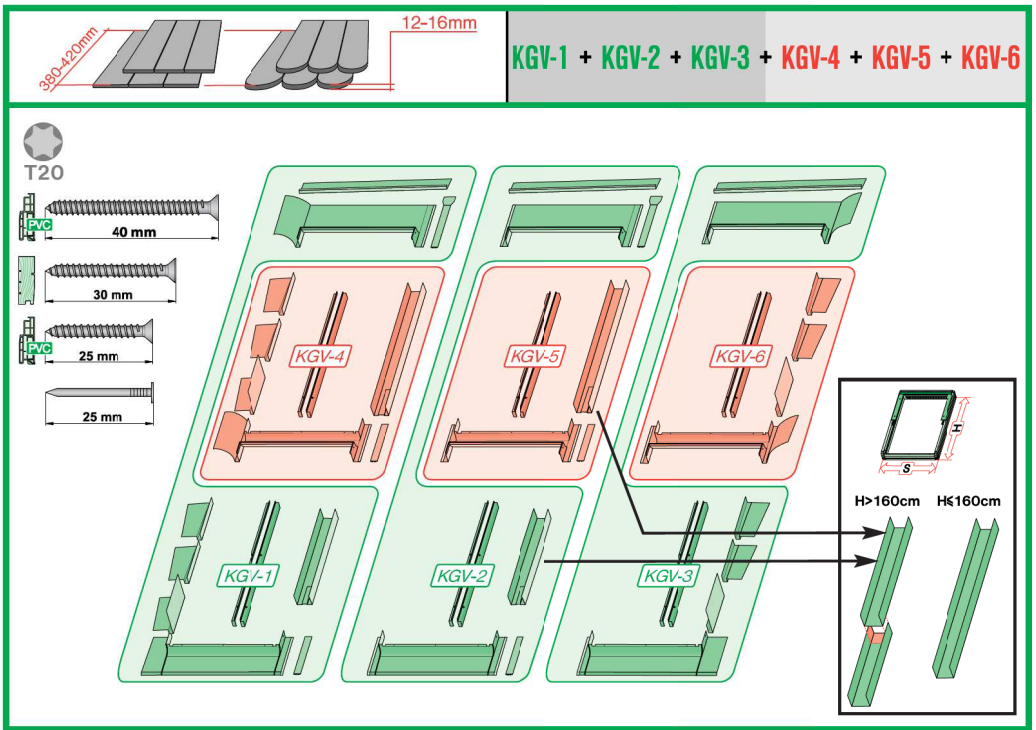 12-16mm
380-420mm
KGV-1 + KGV-2 + KGV-3 + KGV-4 + KGV-5 + KGV-6
T20
PVC
40 mm
30 mm
PVC
25 mm
25 mm
KGV-4
KGV-5
KGV-6
H
S
H>160cm H≤160cm
KGV-1
KGV-2
KGV-3